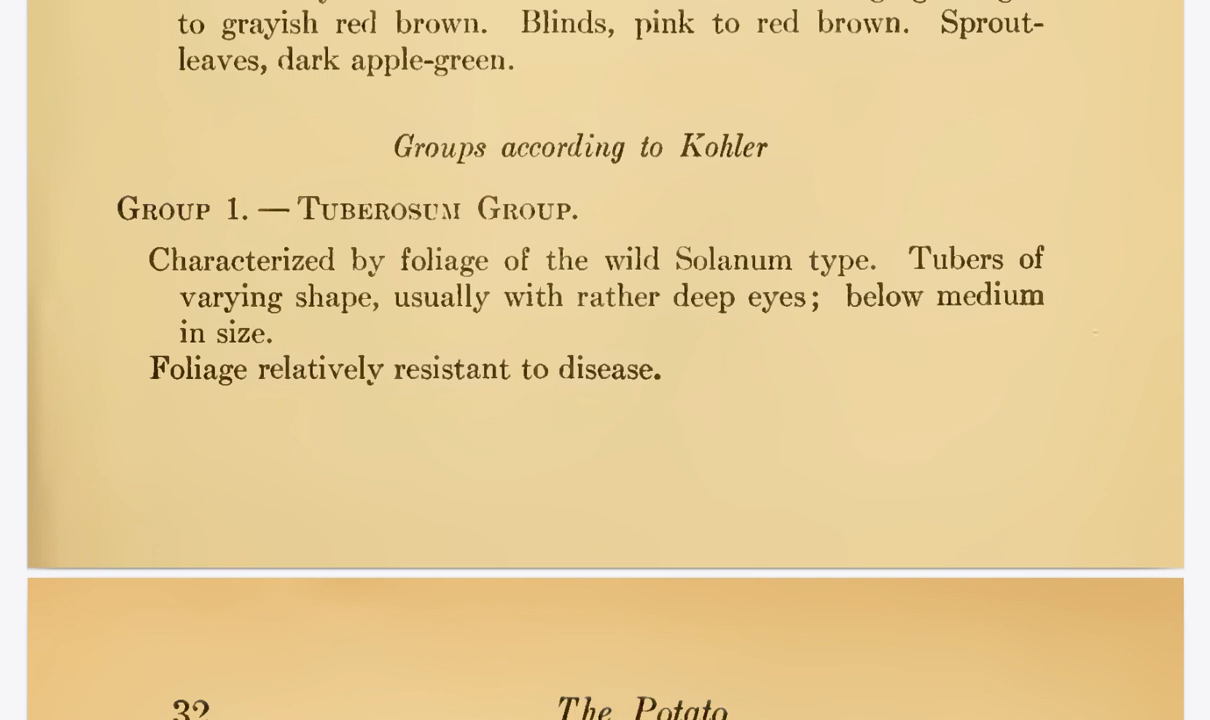 to grayish red brown. Blinds, pink to red brown. Sprout-
leaves, dark apple-green.
Groups according to Kohler
GROUP 1. — TUBEROSUM GROUP.
Characterized by foliage of the wild Solanum type. Tubers of
varying shape, usually with rather deep eyes; below medium
in size.
Foliage relatively resistant to disease.
32
The Potato